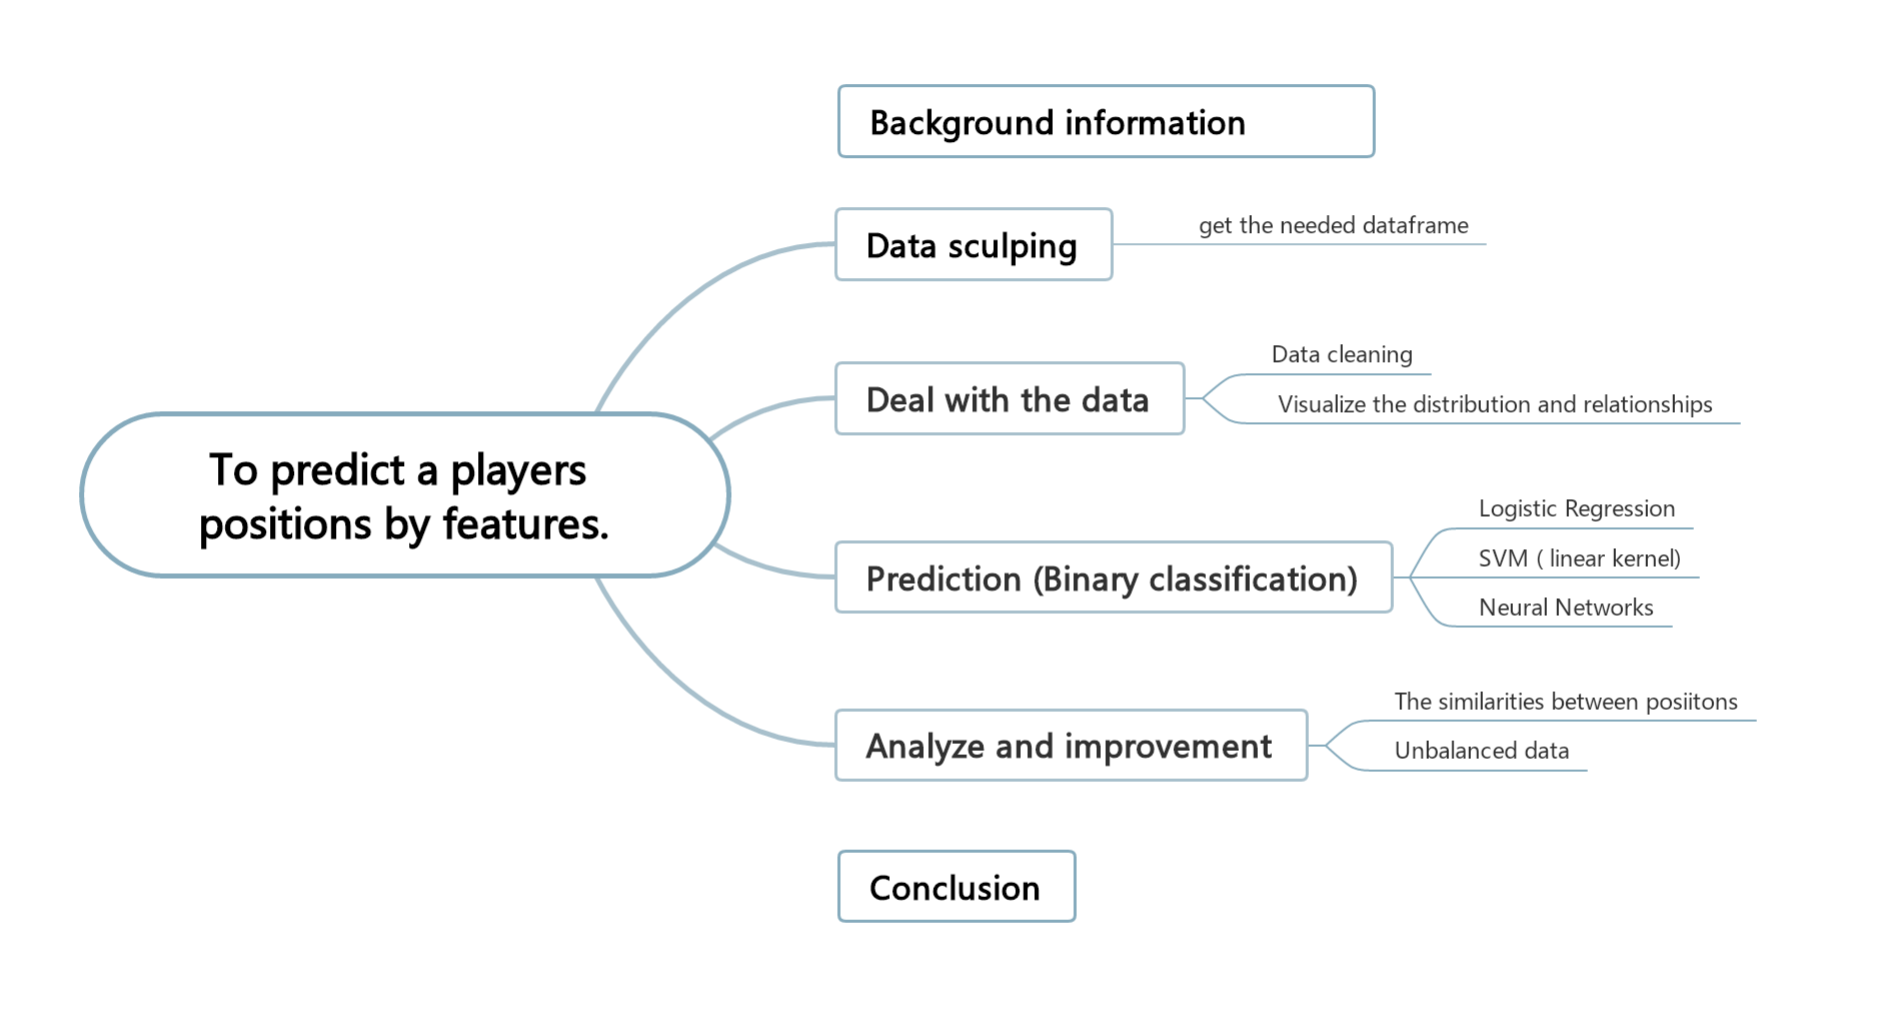 Background information
Data sculping
get the needed dataframe
Deal with the data
Data cleaning
Visualize the distribution and relationships
To predict a players
positions by features.
Prediction (Binary classification)
Logistic Regression
SVM ( linear kernel)
Neural Networks
Analyze and improvement
The similarities between posiitons
Unbalanced data
Conclusion